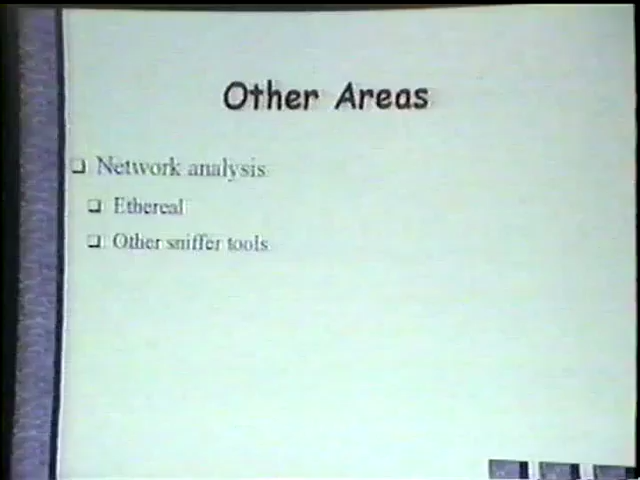 Other Areas
Network analysis
Ethereal
Other sniffer tools